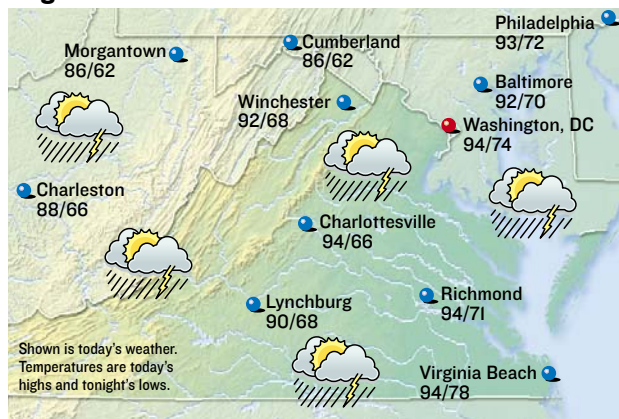 Philadelphia
93/72
Morgantown
86/62
Cumberland
86/62
Baltimore
92/70
Winchester
92/68
Washington, DC
94/74
Charleston
88/66
Charlottesville
94/66
Lynchburg
90/68
Richmond
94/71
Shown is today's weather.
Temperatures are today's
highs and tonight's lows.
Virginia Beach
94/78